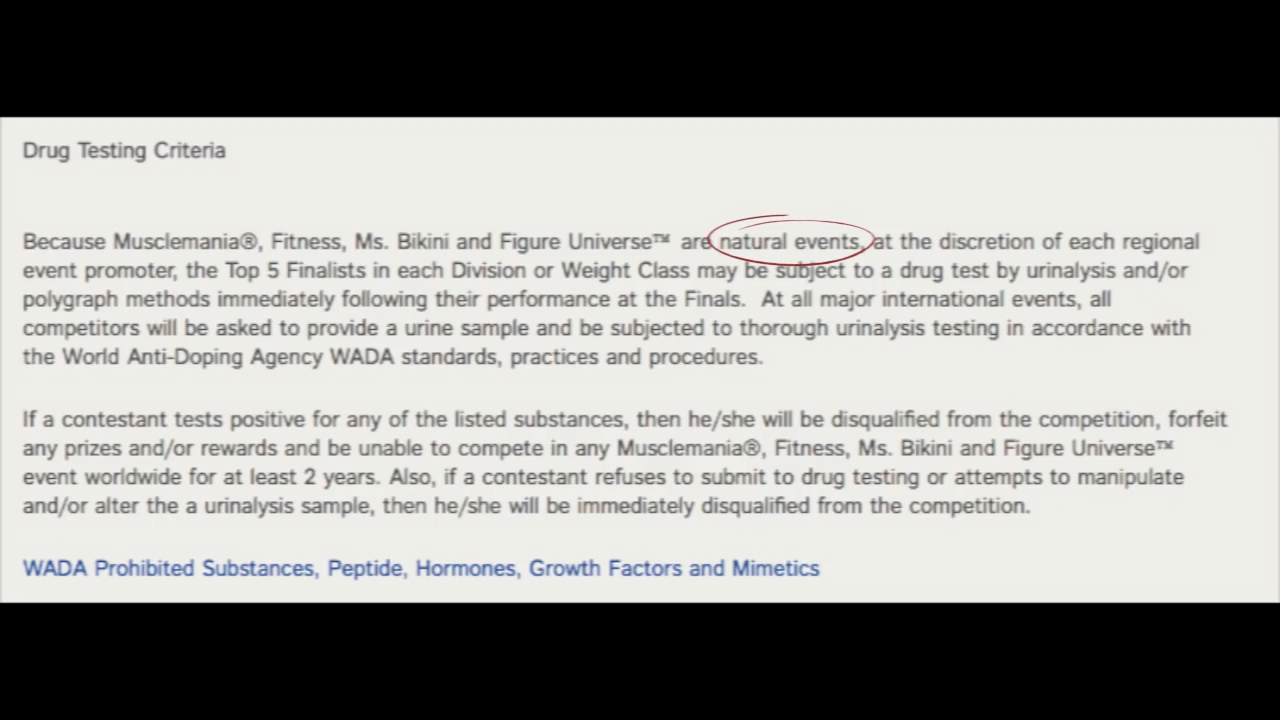 Drug Testing Criteria
Because Musclemania®, Fitness, Ms. Bikini and Figure Universe™ are natural events, at the discretion of each regional
event promoter, the Top 5 Finalists in each Division or Weight Class may be subject to a drug test by urinalysis and/or
polygraph methods immediately following their performance at the Finals. At all major international events, all
competitors will be asked to provide a urine sample and be subjected to thorough urinalysis testing in accordance with
the World Anti-Doping Agency WADA standards, practices and procedures.
If a contestant tests positive for any of the listed substances, then he/she will be disqualified from the competition, forfeit
any prizes and/or rewards and be unable to compete in any Musclemania®, Fitness, Ms. Bikini and Figure Universe™
event worldwide for at least 2 years. Also, if a contestant refuses to submit to drug testing or attempts to manipulate
and/or alter the a urinalysis sample, then he/she will be immediately disqualified from the competition.
WADA Prohibited Substances, Peptide, Hormones, Growth Factors and Mimetics